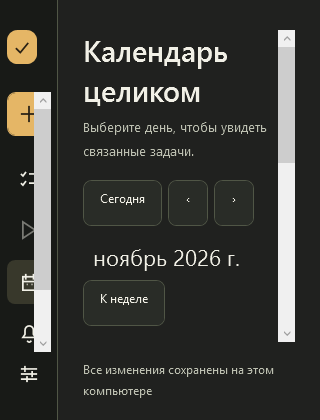 Календарь
целиком
Выберите день, чтобы увидеть
связанные задачи.
Сегодня ‹ ›
ноябрь 2026 г.
К неделе
Все изменения сохранены на этом
компьютере